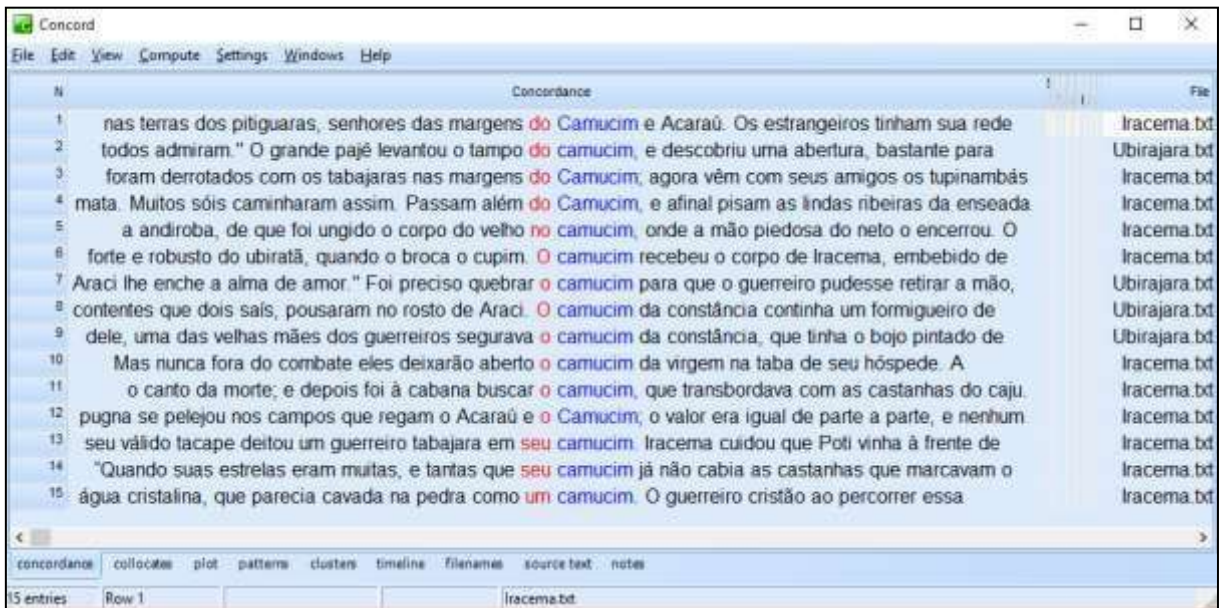 Concord
File Edit View Compute Settings Windows Help
N Concordance File
1 nas terras dos pitiguaras, senhores das margens do Camucim e Acaraú. Os estrangeiros tinham sua rede Iracema.txt
2 todos admiram." O grande pajé levantou o tampo do camucim, e descobriu uma abertura, bastante para Ubirajara.txt
3 foram derrotados com os tabajaras nas margens do Camucim; agora vêm com seus amigos os tupinambás Iracema.txt
4 mata. Muitos sóis caminharam assim. Passam além do Camucim, e afinal pisam as lindas ribeiras da enseada Iracema.txt
5 a andiroba, de que foi ungido o corpo do velho no camucim, onde a mão piedosa do neto o encerrou. O Iracema.txt
6 forte e robusto do ubiratã, quando o broca o cupim. O camucim recebeu o corpo de Iracema, embebido de Iracema.txt
7 Araci lhe enche a alma de amor." Foi preciso quebrar o camucim para que o guerreiro pudesse retirar a mão, Ubirajara.txt
8 contentes que dois saís, pousaram no rosto de Araci. O camucim da constância continha um formigueiro de Ubirajara.txt
9 dele, uma das velhas mães dos guerreiros segurava o camucim da constância, que tinha o bojo pintado de Ubirajara.txt
10 Mas nunca fora do combate eles deixarão aberto o camucim da virgem na taba de seu hóspede. A Iracema.txt
11 o canto da morte; e depois foi à cabana buscar o camucim, que transbordava com as castanhas do caju. Iracema.txt
12 pugna se pelejou nos campos que regam o Acaraú e o Camucim; o valor era igual de parte a parte, e nenhum Iracema.txt
13 seu válido tacape deitou um guerreiro tabajara em seu camucim. Iracema cuidou que Poti vinha à frente de Iracema.txt
14 "Quando suas estrelas eram muitas, e tantas que seu camucim já não cabia as castanhas que marcavam o Iracema.txt
15 água cristalina, que parecia cavada na pedra como um camucim. O guerreiro cristão ao percorrer essa Iracema.txt
concordance collocates plot patterns clusters timeline filenames source text notes
15 entries Row 1 Iracema.txt